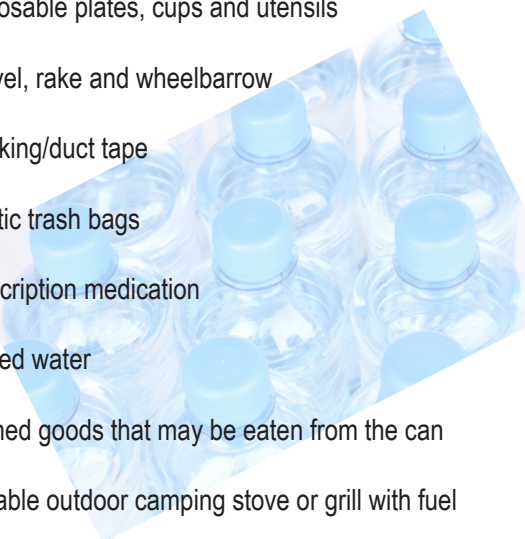 osable plates, cups and utensils
vel, rake and wheelbarrow
king/duct tape
tic trash bags
cription medication
ed water
ned goods that may be eaten from the can
able outdoor camping stove or grill with fuel